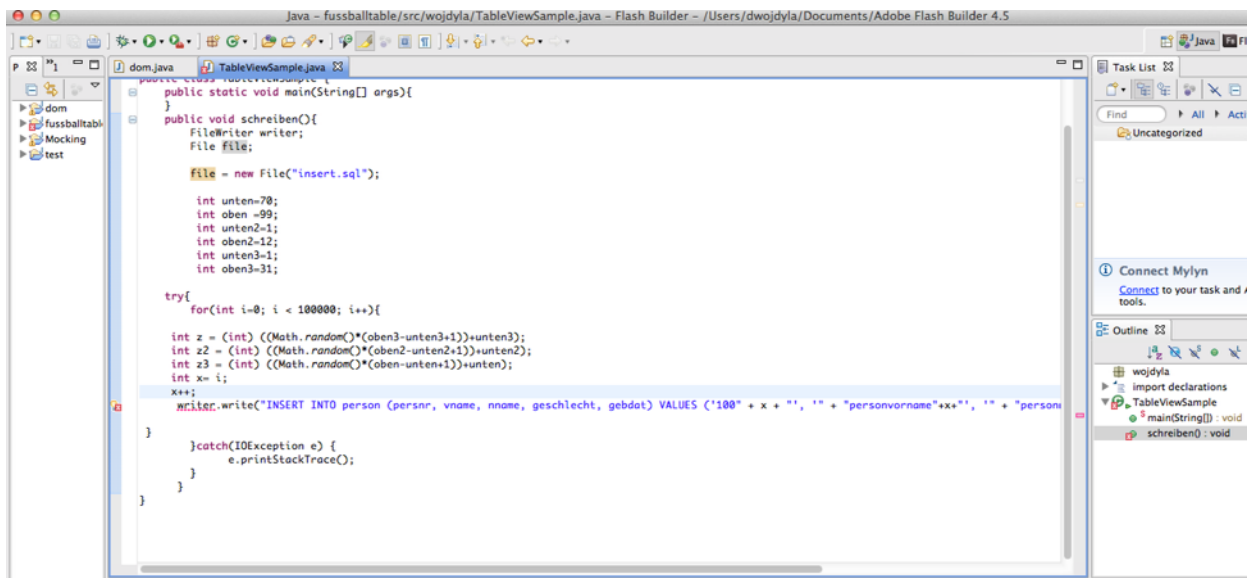 Java – fussballtable/src/wojdyla/TableViewSample.java – Flash Builder – /Users/dwojdyla/Documents/Adobe Flash Builder 4.5
Java
Fl
P
1
dom.java
TableViewSample.java
Task List
dom
fussballtabl
Mocking
test
public class TableViewSample {
public static void main(String[] args){
}
public void schreiben(){
FileWriter writer;
File file;
file = new File("insert.sql");
int unten=70;
int oben =99;
int unten2=1;
int oben2=12;
int unten3=1;
int oben3=31;
try{
for(int i=0; i < 100000; i++){
int z = (int) ((Math.random()*(oben3-unten3+1))+unten3);
int z2 = (int) ((Math.random()*(oben2-unten2+1))+unten2);
int z3 = (int) ((Math.random()*(oben-unten+1))+unten);
int x= i;
x++;
writer.write("INSERT INTO person (persnr, vname, nname, geschlecht, gebdat) VALUES ('100" + x + "', '" + "personvorname"+x+"', '" + "person
}
}catch(IOException e) {
e.printStackTrace();
}
}
}
Find
All
Acti
Uncategorized
Connect Mylyn
Connect to your task and A
tools.
Outline
wojdyla
import declarations
TableViewSample
main(String[]) : void
schreiben() : void